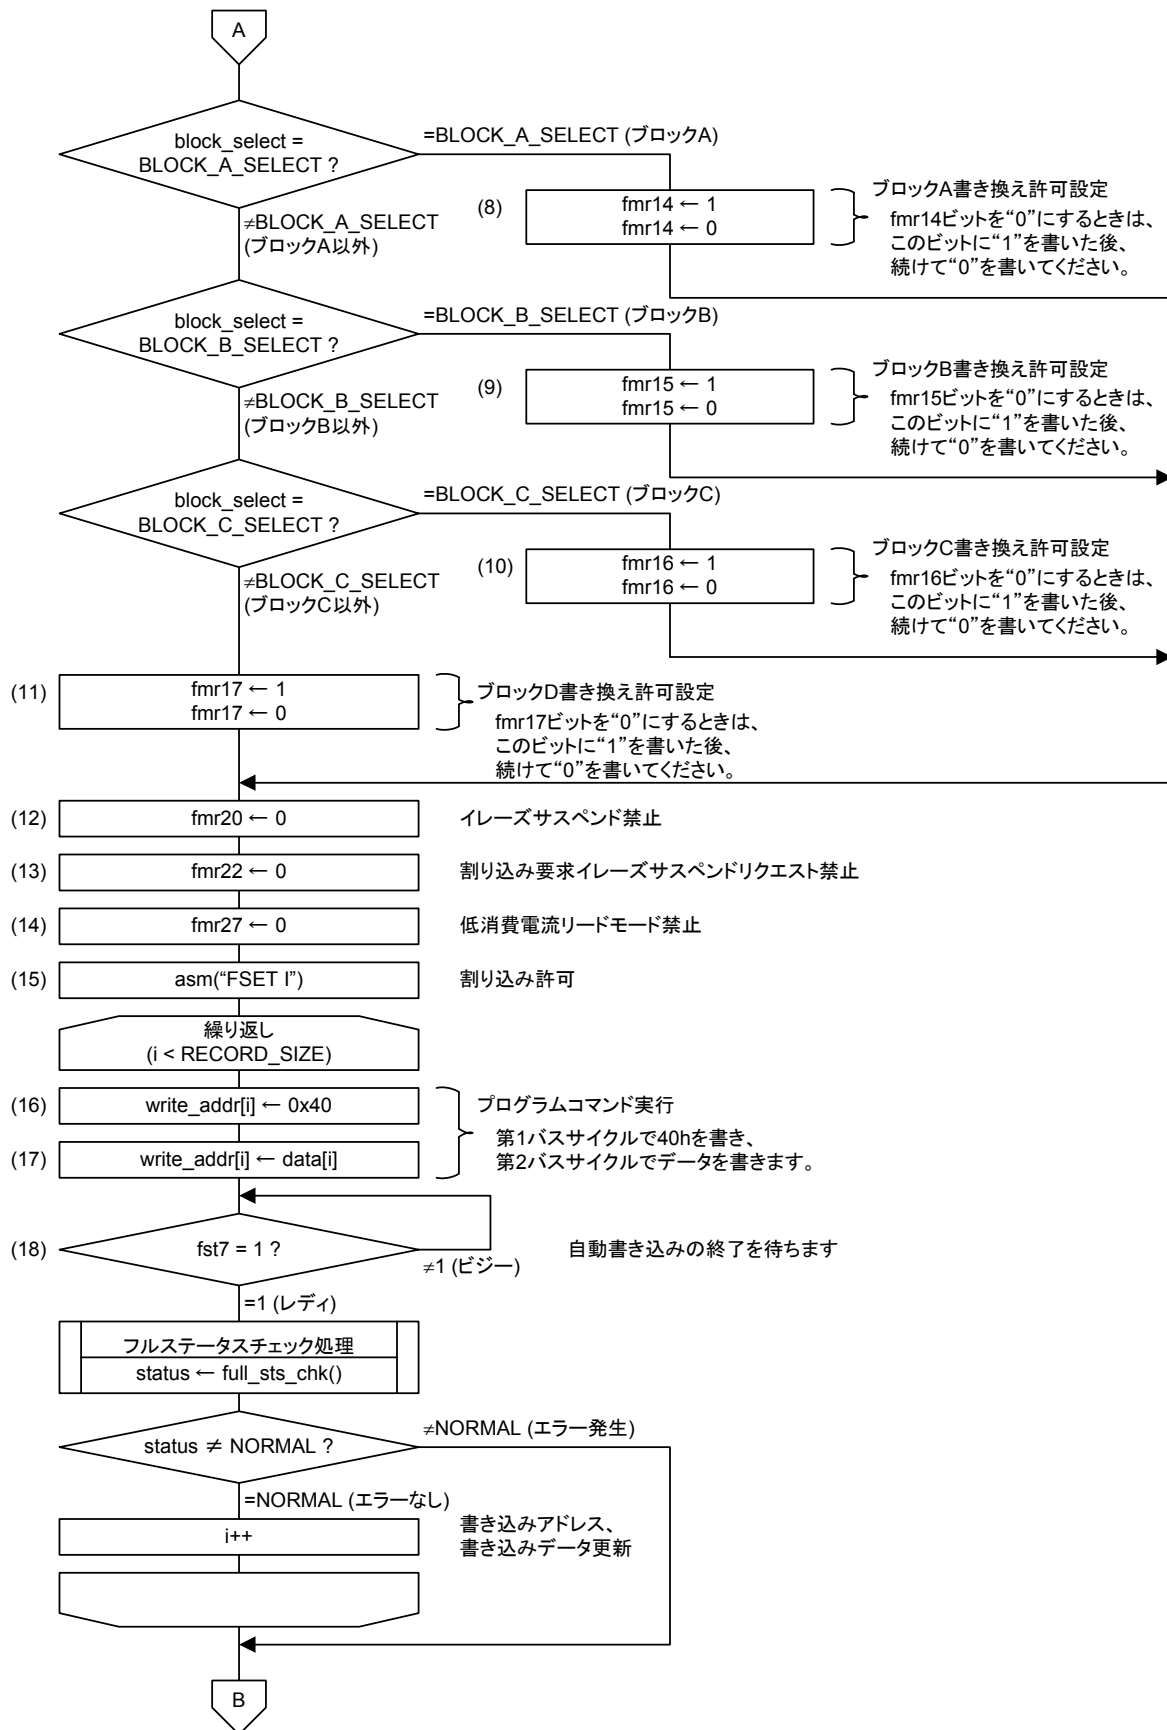 A
block_select =
BLOCK_A_SELECT ?
=BLOCK_A_SELECT (ブロックA)
≠BLOCK_A_SELECT
(ブロックA以外)
(8)
fmr14 ← 1
fmr14 ← 0
ブロックA書き換え許可設定
fmr14ビットを“0”にするときは、
このビットに“1”を書いた後、
続けて“0”を書いてください。
block_select =
BLOCK_B_SELECT ?
=BLOCK_B_SELECT (ブロックB)
≠BLOCK_B_SELECT
(ブロックB以外)
(9)
fmr15 ← 1
fmr15 ← 0
ブロックB書き換え許可設定
fmr15ビットを“0”にするときは、
このビットに“1”を書いた後、
続けて“0”を書いてください。
block_select =
BLOCK_C_SELECT ?
=BLOCK_C_SELECT (ブロックC)
≠BLOCK_C_SELECT
(ブロックC以外)
(10)
fmr16 ← 1
fmr16 ← 0
ブロックC書き換え許可設定
fmr16ビットを“0”にするときは、
このビットに“1”を書いた後、
続けて“0”を書いてください。
(11)
fmr17 ← 1
fmr17 ← 0
ブロックD書き換え許可設定
fmr17ビットを“0”にするときは、
このビットに“1”を書いた後、
続けて“0”を書いてください。
(12)
fmr20 ← 0
イレーズサスペンド禁止
(13)
fmr22 ← 0
割り込み要求イレーズサスペンドリクエスト禁止
(14)
fmr27 ← 0
低消費電流リードモード禁止
(15)
asm(“FSET I”)
割り込み許可
繰り返し
(i < RECORD_SIZE)
(16)
write_addr[i] ← 0x40
プログラムコマンド実行
第1バスサイクルで40hを書き、
第2バスサイクルでデータを書きます。
(17)
write_addr[i] ← data[i]
(18)
fst7 = 1 ?
≠1 (ビジー)
自動書き込みの終了を待ちます
=1 (レディ)
フルステータスチェック処理
status ← full_sts_chk()
status ≠ NORMAL ?
≠NORMAL (エラー発生)
=NORMAL (エラーなし)
i++
書き込みアドレス、
書き込みデータ更新
B